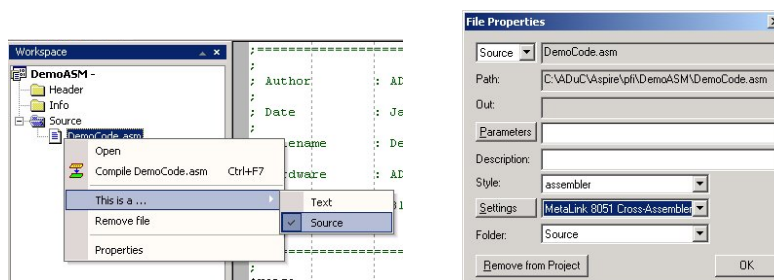 Workspace
DemoASM -
Header
Info
Source
DemoCode.asm
Open
Compile DemoCode.asm Ctrl+F7
This is a ...
Remove file
Properties
Text
Source
;==================
;
; Author : AD
;
; Date : Je
;
ename : De
rdware : AD
File Properties
Source DemoCode.asm
Path: C:\ADuC\Aspire\pfi\DemoASM\DemoCode.asm
Out:
Parameters
Description:
Style: assembler
Settings MetaLink 8051 Cross-Assembler
Folder: Source
Remove from Project OK